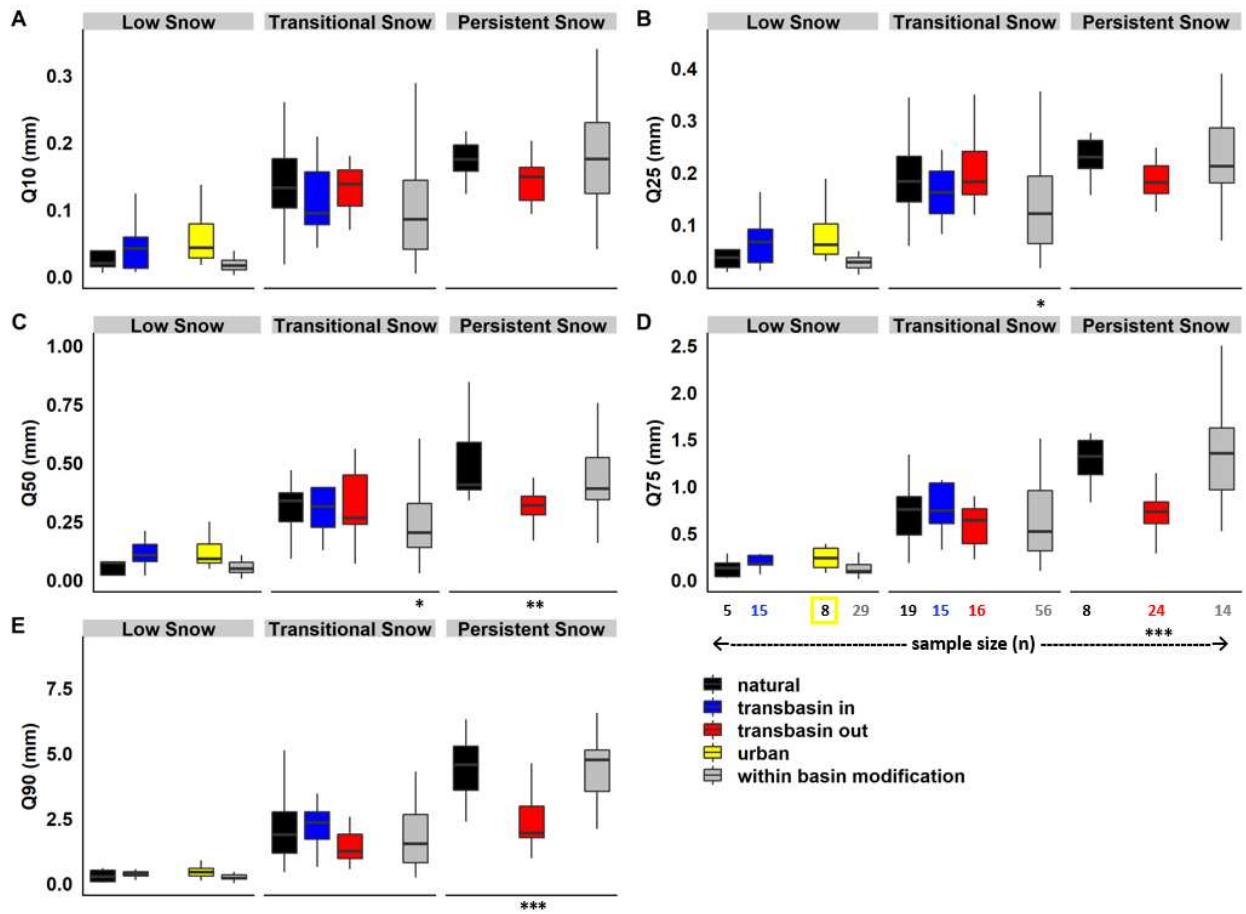 A
Low Snow Transitional Snow Persistent Snow
Q10 (mm)
0.3
0.2
0.1
0.0
B
Low Snow Transitional Snow Persistent Snow
Q25 (mm)
0.4
0.3
0.2
0.1
0.0
*
C
Low Snow Transitional Snow Persistent Snow
Q50 (mm)
1.00
0.75
0.50
0.25
0.00
* **
D
Low Snow Transitional Snow Persistent Snow
Q75 (mm)
2.5
2.0
1.5
1.0
0.5
0.0
5 15 8 29 19 15 16 56 8 24 14
***
←---------------------- sample size (n) ----------------------→
E
Low Snow Transitional Snow Persistent Snow
Q90 (mm)
7.5
5.0
2.5
0.0
***
natural
transbasin in
transbasin out
urban
within basin modification